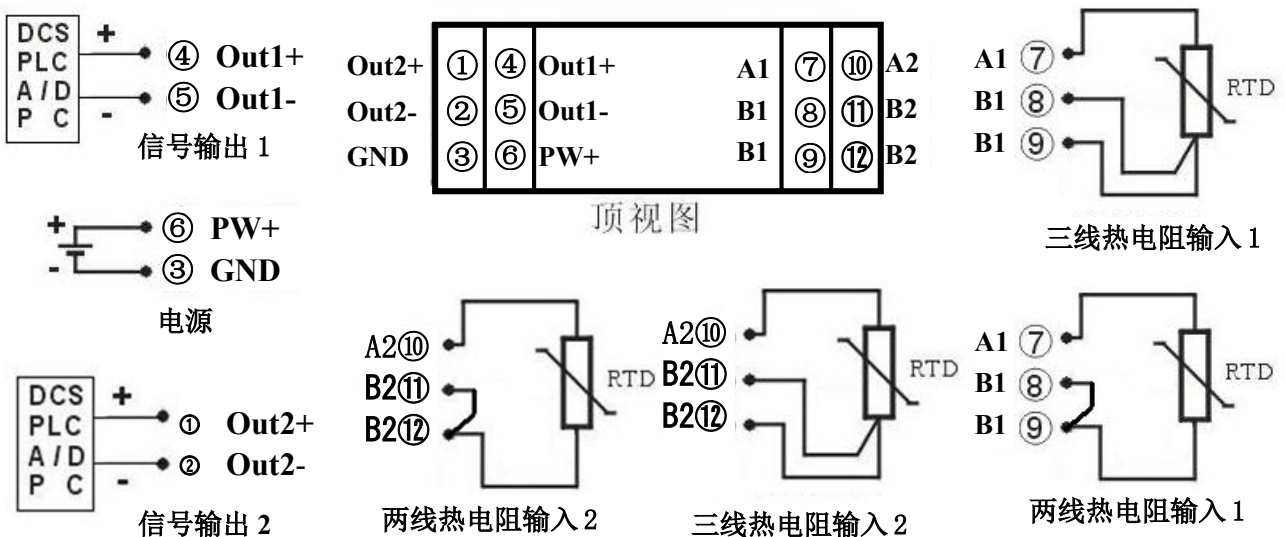 DCS
PLC
A/D
P C
+
-
④ Out1+
⑤ Out1-
信号输出 1
Out2+ ① ④ Out1+ A1 ⑦ ⑩ A2
Out2- ② ⑤ Out1- B1 ⑧ ⑪ B2
GND ③ ⑥ PW+ B1 ⑨ ⑫ B2
顶视图
A1 ⑦
B1 ⑧
B1 ⑨
RTD
三线热电阻输入 1
+
-
⑥ PW+
③ GND
电源
DCS
PLC
A/D
P C
+
-
① Out2+
② Out2-
信号输出 2
A2⑩
B2⑪
B2⑫
RTD
两线热电阻输入 2
A2⑩
B2⑪
B2⑫
RTD
三线热电阻输入 2
A1 ⑦
B1 ⑧
B1 ⑨
RTD
两线热电阻输入 1